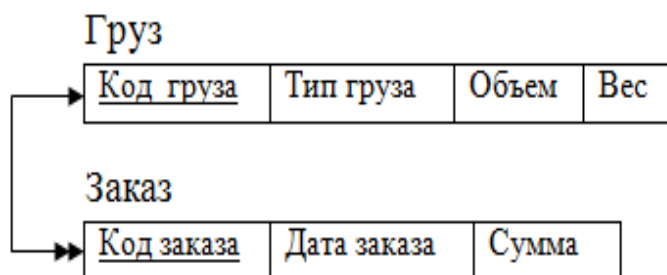 Груз
Код груза Тип груза Объем Вес
Заказ
Код заказа Дата заказа Сумма